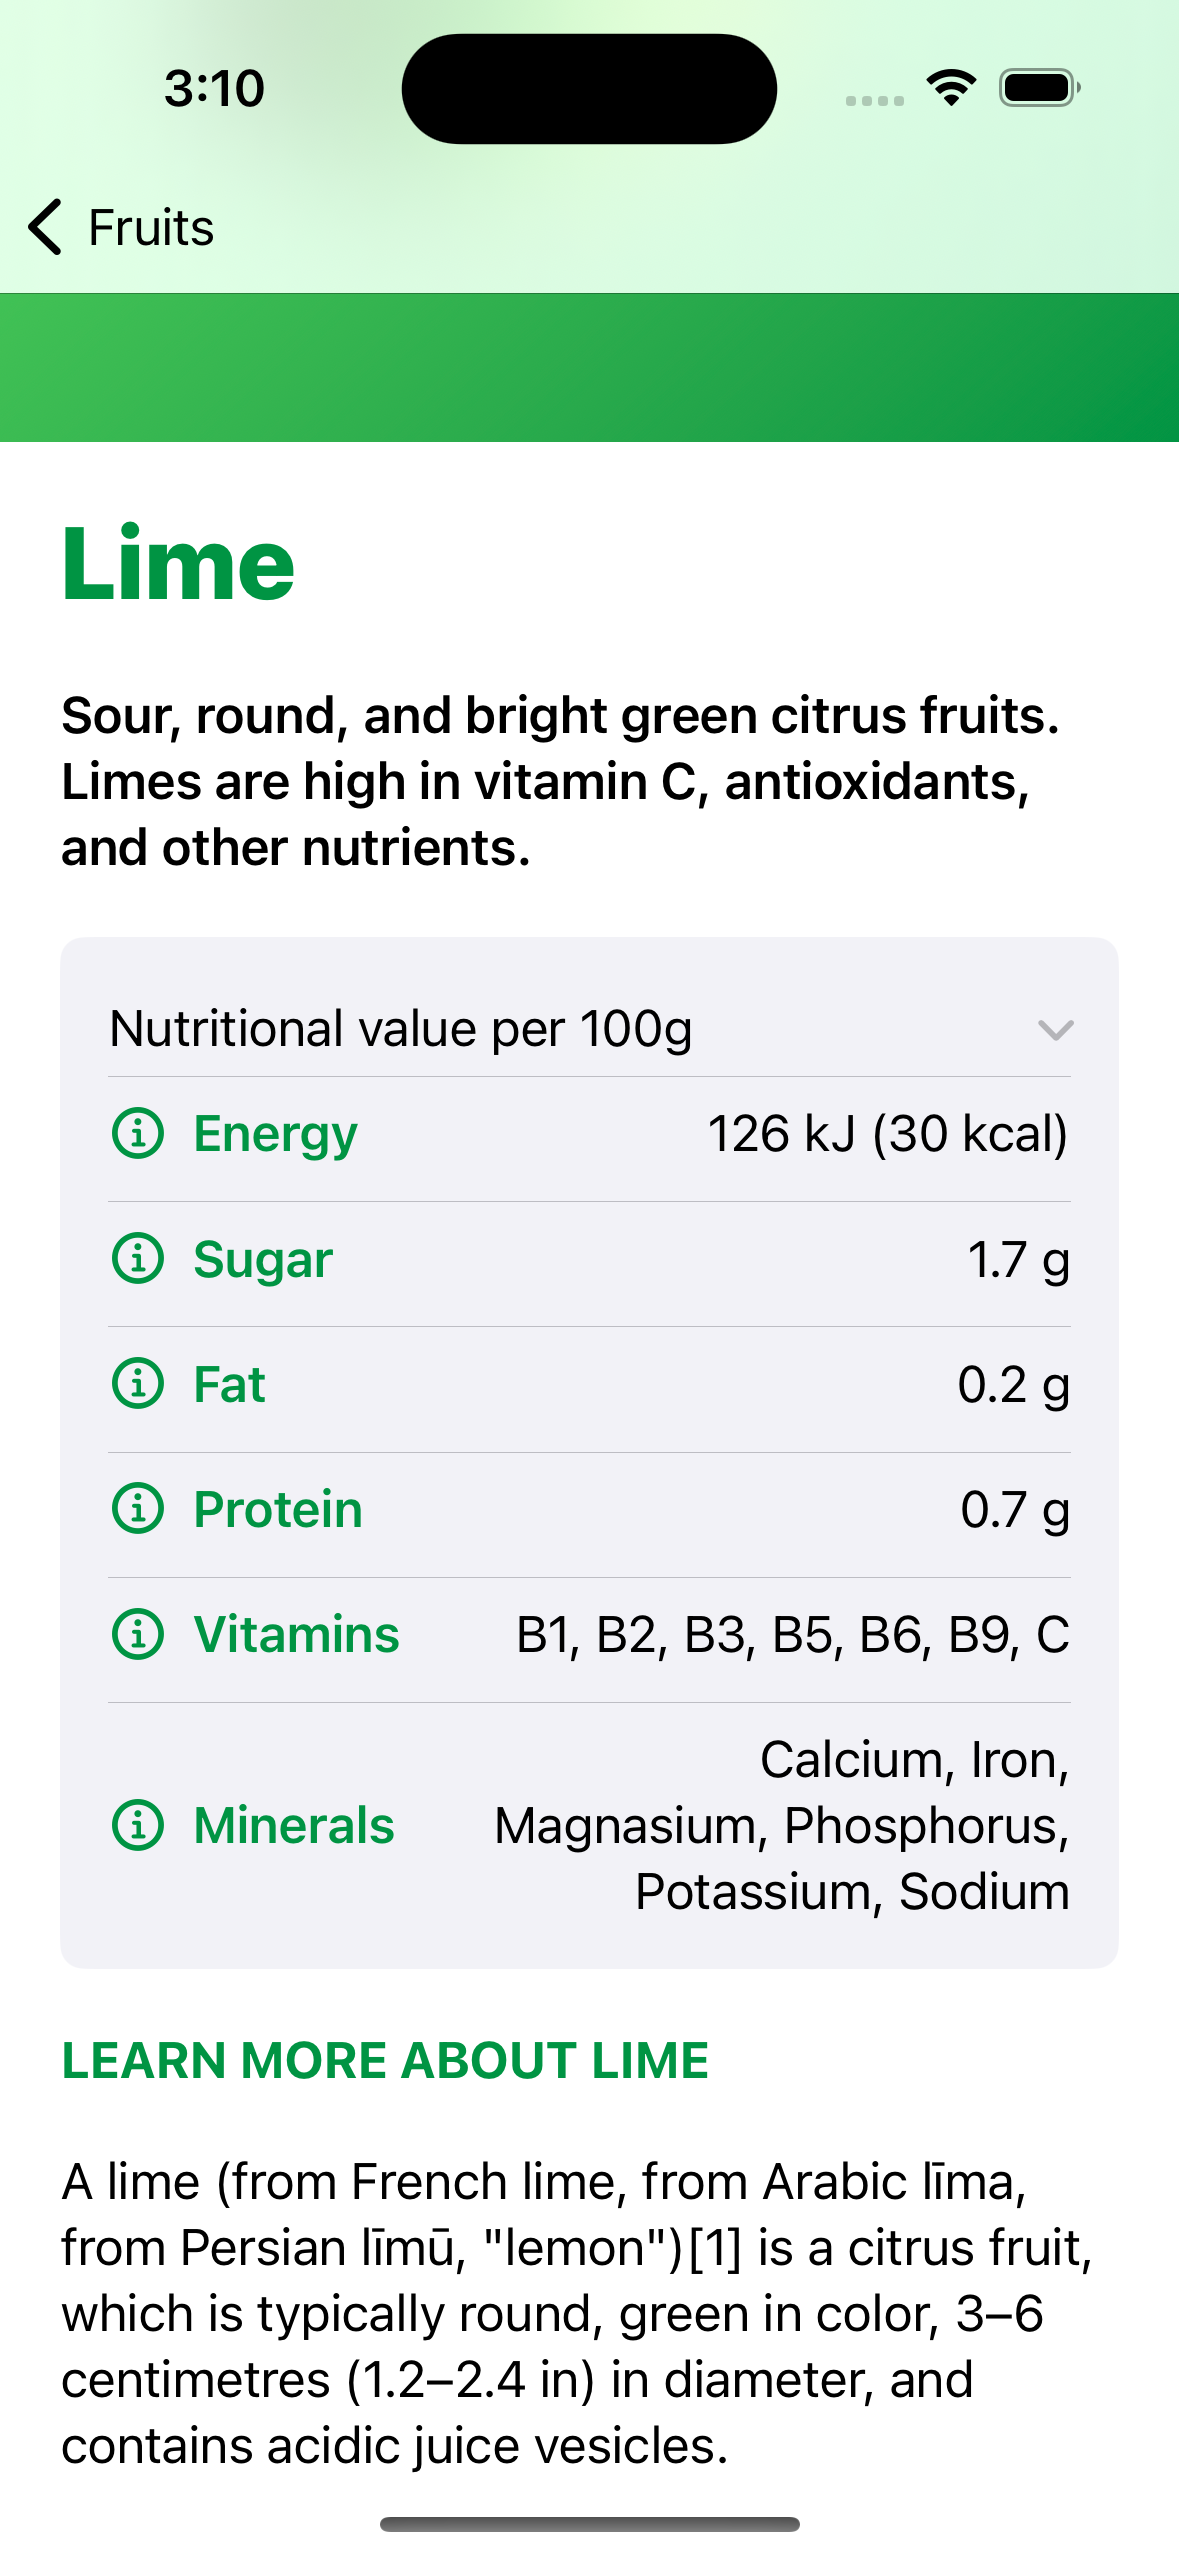 3:10
Fruits
Lime
Sour, round, and bright green citrus fruits.
Limes are high in vitamin C, antioxidants,
and other nutrients.
Nutritional value per 100g
Energy 126 kJ (30 kcal)
Sugar 1.7 g
Fat 0.2 g
Protein 0.7 g
Vitamins B1, B2, B3, B5, B6, B9, C
Minerals Calcium, Iron,
Magnasium, Phosphorus,
Potassium, Sodium
LEARN MORE ABOUT LIME
A lime (from French lime, from Arabic līma,
from Persian līmū, "lemon")[1] is a citrus fruit,
which is typically round, green in color, 3–6
centimetres (1.2–2.4 in) in diameter, and
contains acidic juice vesicles.